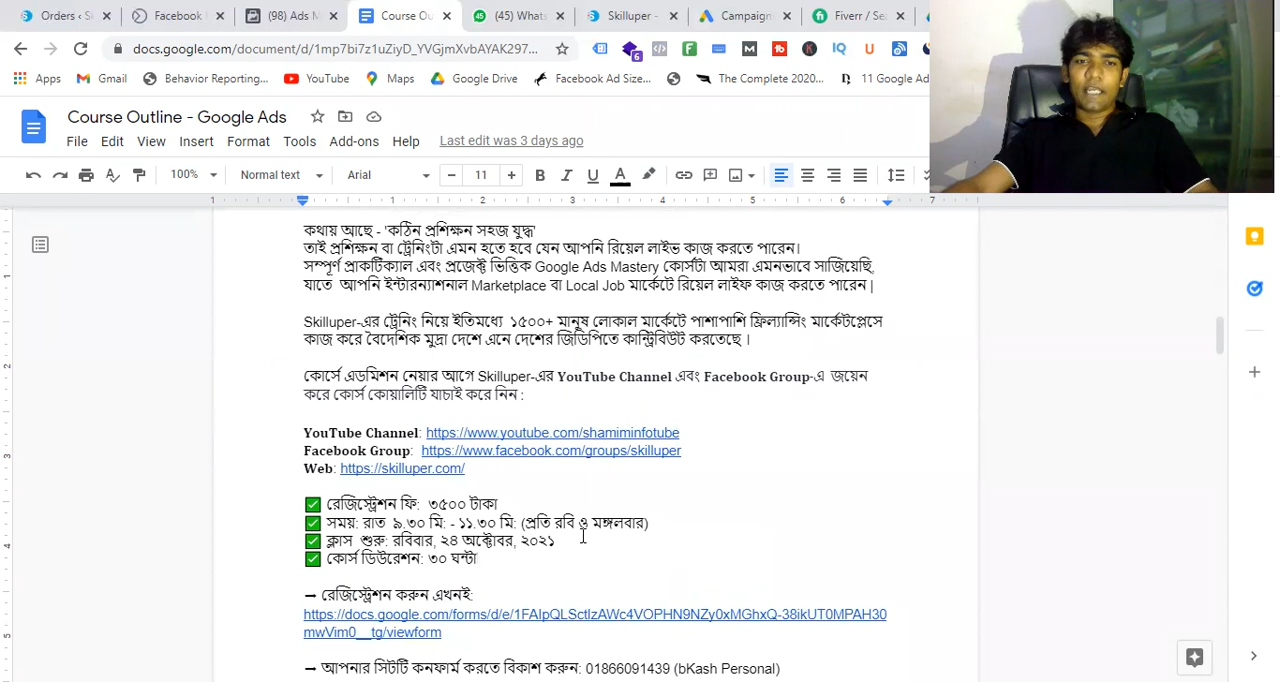 Orders ‹ S
Facebook
(98) Ads M
Course Ou
(45) Whats
Skilluper -
Campaign
Fiverr / Se
docs.google.com/document/d/1mp7bi7z1uZiyD_YVGjmXvbAYAK297...
Apps
Gmail
Behavior Reporting...
YouTube
Maps
Google Drive
Facebook Ad Size...
The Complete 2020...
11 Google Ad
Course Outline - Google Ads
File Edit View Insert Format Tools Add-ons Help Last edit was 3 days ago
100% Normal text Arial 11
কথায় আছে - 'কঠিন প্রশিক্ষন সহজ যুদ্ধ'
তাই প্রশিক্ষন বা ট্রেনিংটা এমন হতে হবে যেন আপনি রিয়েল লাইভ কাজ করতে পারেন।
সম্পূর্ণ প্রাকটিক্যাল এবং প্রজেক্ট ভিত্তিক Google Ads Mastery কোর্সটা আমরা এমনভাবে সাজিয়েছি,
যাতে আপনি ইন্টারন্যাশনাল Marketplace বা Local Job মার্কেটে রিয়েল লাইফ কাজ করতে পারেন |
Skilluper-এর ট্রেনিং নিয়ে ইতিমধ্যে ১৫০০+ মানুষ লোকাল মার্কেটে পাশাপাশি ফ্রিল্যান্সিং মার্কেটপ্লেসে
কাজ করে বৈদেশিক মুদ্রা দেশে এনে দেশের জিডিপিতে কান্ট্রিবিউট করতেছে ।
কোর্সে এডমিশন নেয়ার আগে Skilluper-এর YouTube Channel এবং Facebook Group-এ জয়েন
করে কোর্স কোয়ালিটি যাচাই করে নিন :
YouTube Channel: https://www.youtube.com/shamiminfotube
Facebook Group: https://www.facebook.com/groups/skilluper
Web: https://skilluper.com/
✅ রেজিস্ট্রেশন ফি: ৩৫০০ টাকা
✅ সময়: রাত ৯.৩০ মি: - ১১.৩০ মি: (প্রতি রবি ও মঙ্গলবার)
✅ ক্লাস শুরু: রবিবার, ২৪ অক্টোবর, ২০২১
✅ কোর্স ডিউরেশন: ৩০ ঘন্টা
→ রেজিস্ট্রেশন করুন এখনই:
https://docs.google.com/forms/d/e/1FAIpQLSctIzAWc4VOPHN9NZy0xMGhxQ-38ikUT0MPAH30
mwVim0__tg/viewform
→ আপনার সিটটি কনফার্ম করতে বিকাশ করুন: 01866091439 (bKash Personal)